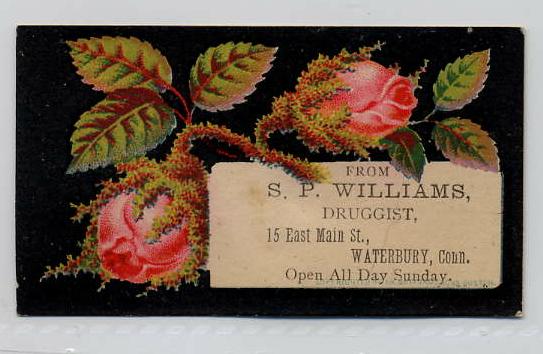 FROM
S. P. WILLIAMS,
DRUGGIST,
15 East Main St.,
WATERBURY, Conn.
Open All Day Sunday.